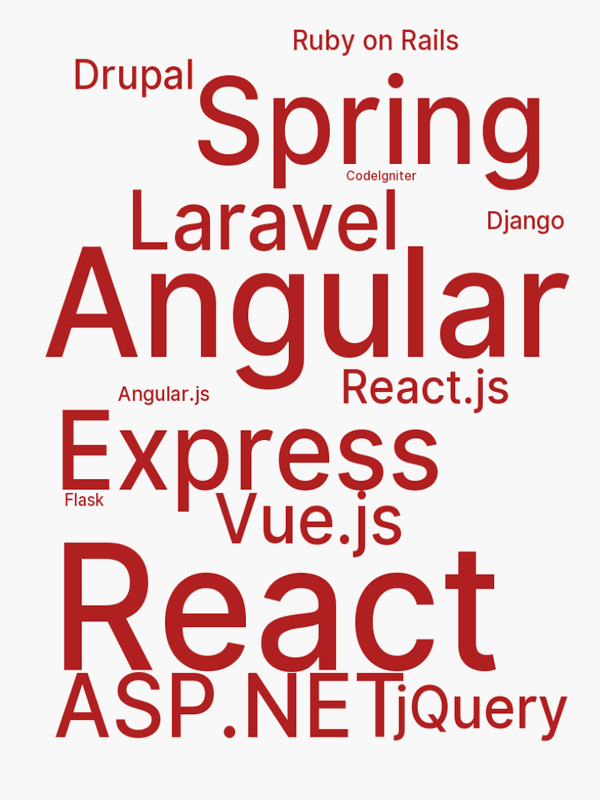 Ruby on Rails
Drupal
Spring
CodeIgniter
Laravel
Django
Angular
React.js
Angular.js
Express
Flask
Vue.js
React
ASP.NET
jQuery